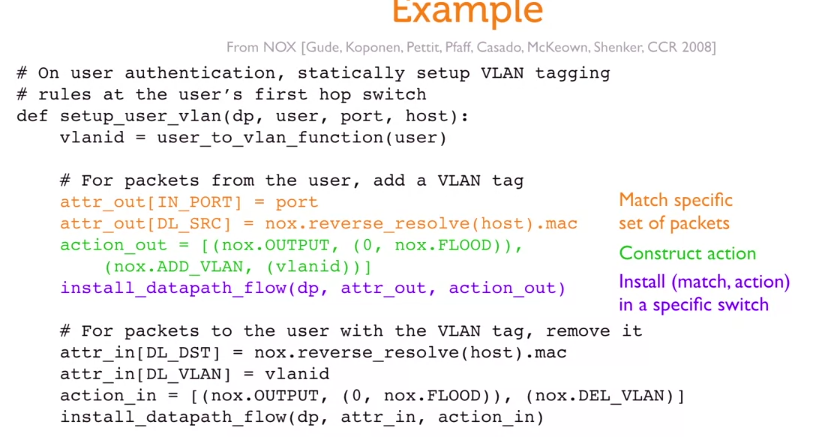 Example
From NOX [Gude, Koponen, Pettit, Pfaff, Casado, McKeown, Shenker, CCR 2008]
# On user authentication, statically setup VLAN tagging
# rules at the user's first hop switch
def setup_user_vlan(dp, user, port, host):
    vlanid = user_to_vlan_function(user)
    # For packets from the user, add a VLAN tag
    attr_out[IN_PORT] = port
    attr_out[DL_SRC] = nox.reverse_resolve(host).mac
    action_out = [(nox.OUTPUT, (0, nox.FLOOD)),
        (nox.ADD_VLAN, (vlanid))]
    install_datapath_flow(dp, attr_out, action_out)
Match specific
set of packets
Construct action
Install (match, action)
in a specific switch
    # For packets to the user with the VLAN tag, remove it
    attr_in[DL_DST] = nox.reverse_resolve(host).mac
    attr_in[DL_VLAN] = vlanid
    action_in = [(nox.OUTPUT, (0, nox.FLOOD)), (nox.DEL_VLAN)]
    install_datapath_flow(dp, attr_in, action_in)